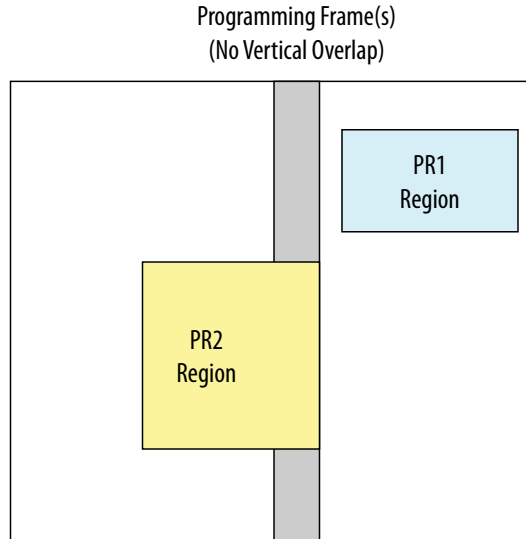 Programming Frame(s)
(No Vertical Overlap)
PR1
Region
PR2
Region